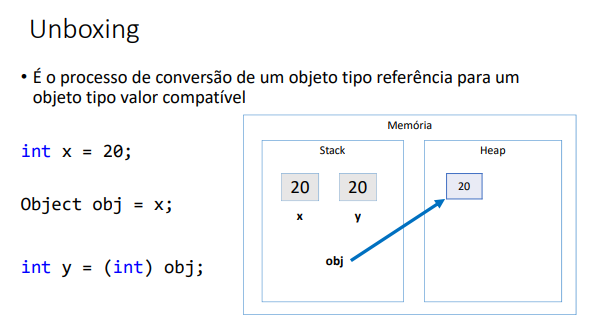 Unboxing
• É o processo de conversão de um objeto tipo referência para um
objeto tipo valor compatível
int x = 20;
Object obj = x;
int y = (int) obj;
Memória
Stack
Heap
20
20
20
x
y
obj